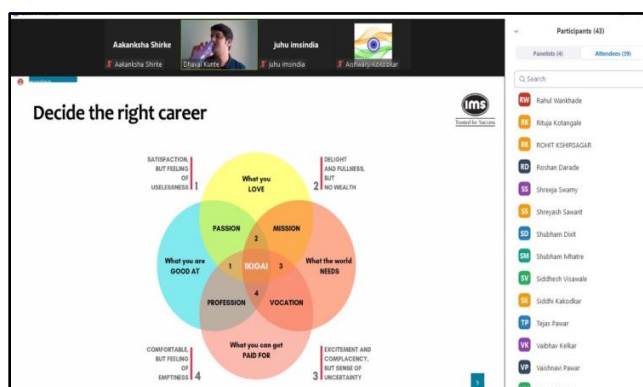 Participants (43)
Panelists (4)
Attendees (39)
Search
Aakanksha Shirke
juhu imsindia
Aakanksha Shirke
Dhaval Kunte
juhu imsindia
Aishwary Kokodkar
Decide the right career
ims
Trusted for Success
SATISFACTION,
BUT FEELING
OF
USELESSNESS
1
2
DELIGHT
AND FULLNESS,
BUT
NO WEALTH
What you
LOVE
PASSION
MISSION
2
What you are
GOOD AT
1
IKIGAI
3
What the world
NEEDS
4
PROFESSION
VOCATION
What you can get
PAID FOR
COMFORTABLE,
BUT FEELING
OF
EMPTINESS
4
3
EXCITEMENT AND
COMPLACENCY,
BUT SENSE OF
UNCERTAINTY
RW Rahul Wankhade
RK Rituja Kotangale
RK ROHIT KSHIRSAGAR
RD Roshan Darade
SS Shreeja Swamy
SS Shreyash Sawant
SD Shubham Dixit
SM Shubham Mhatre
SV Siddhesh Visawale
SK Siddhi Kakodkar
TP Tejas Pawar
VK Vaibhav Kelkar
VP Vaishnavi Pawar